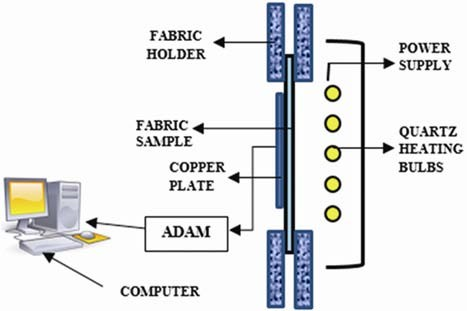 FABRIC
HOLDER
POWER
SUPPLY
FABRIC
SAMPLE
COPPER
PLATE
QUARTZ
HEATING
BULBS
ADAM
COMPUTER